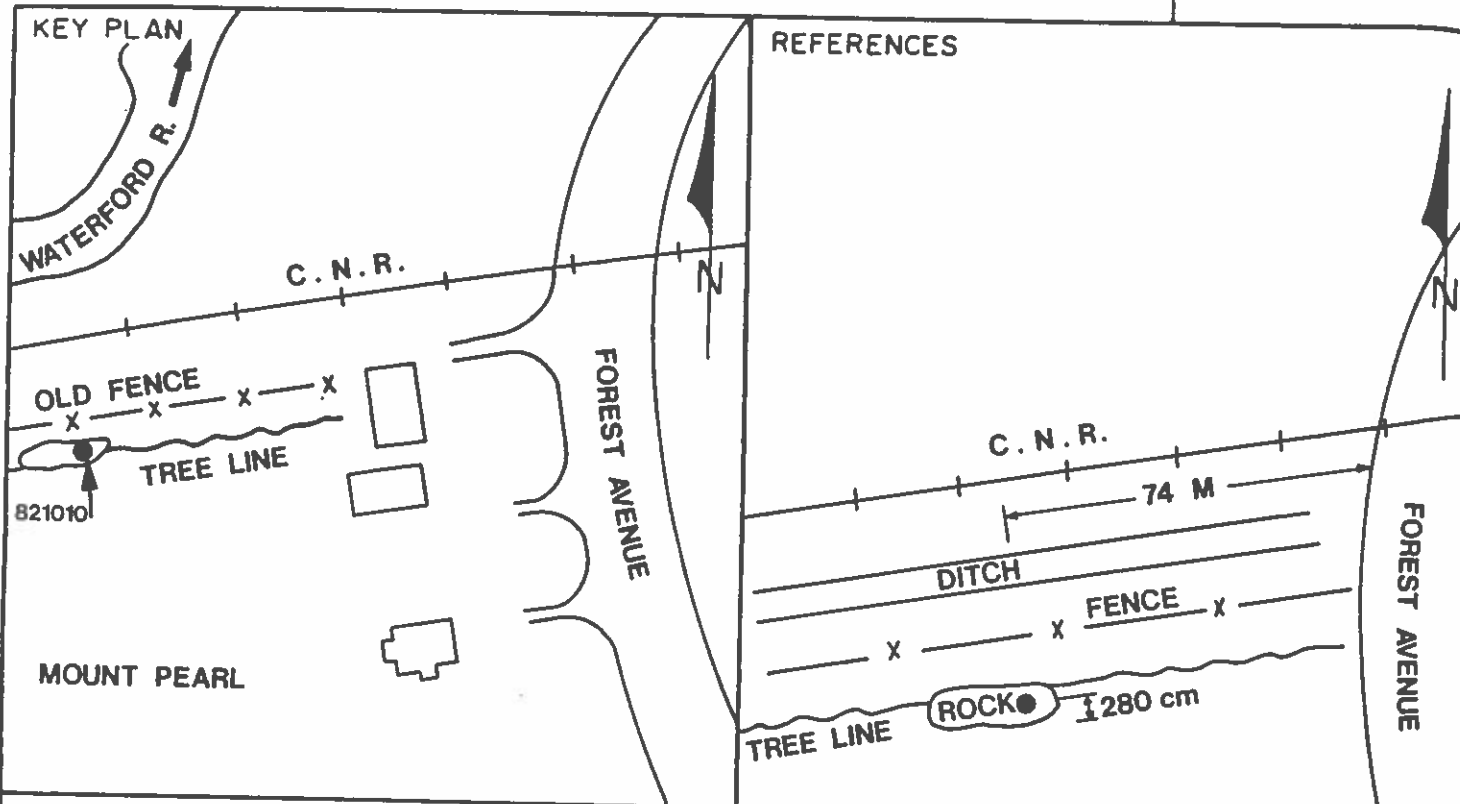 KEY PLAN
WATERFORD R.
C.N.R.
N
OLD FENCE
X X X X
TREE LINE
821010
FOREST AVENUE
MOUNT PEARL
REFERENCES
N
C.N.R.
74 M
DITCH
FENCE
X X X
ROCK
280 cm
TREE LINE
FOREST AVENUE